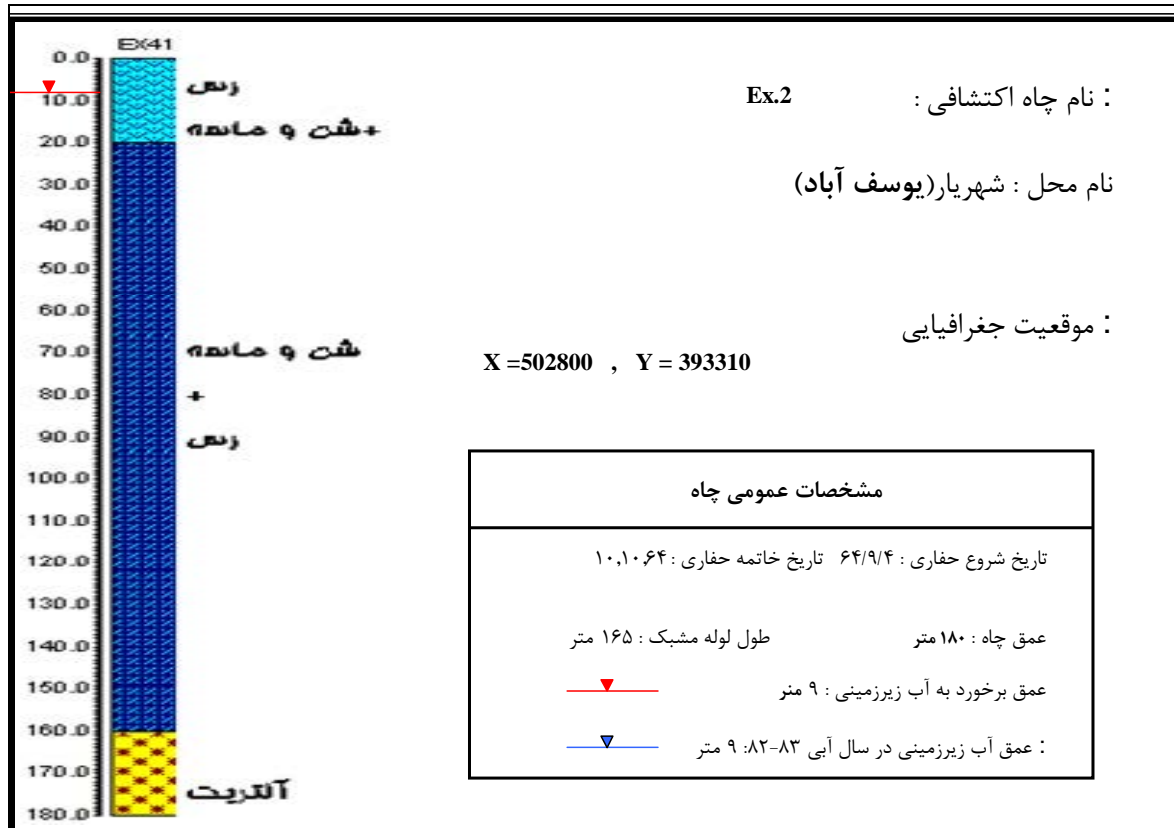 EX41
0.0
10.0
20.0
30.0
40.0
50.0
60.0
70.0
80.0
90.0
100.0
110.0
120.0
130.0
140.0
150.0
160.0
170.0
180.0
رس
+شن و ماسه
شن و ماسه
+
رس
آلتریت
: نام چاه اکتشافی : Ex.2
نام محل : شهریار(یوسف آباد)
: موقعیت جغرافیایی
X =502800 , Y = 393310
مشخصات عمومی چاه
تاریخ شروع حفاری : ۶۴/۹/۴ تاریخ خاتمه حفاری : ۱۰,۱۰,۶۴
عمق چاه : ۱۸۰ متر طول لوله مشبک : ۱۶۵ متر
عمق برخورد به آب زیرزمینی : ۹ متر
: عمق آب زیرزمینی در سال آبی ۸۳-۸۲: ۹ متر